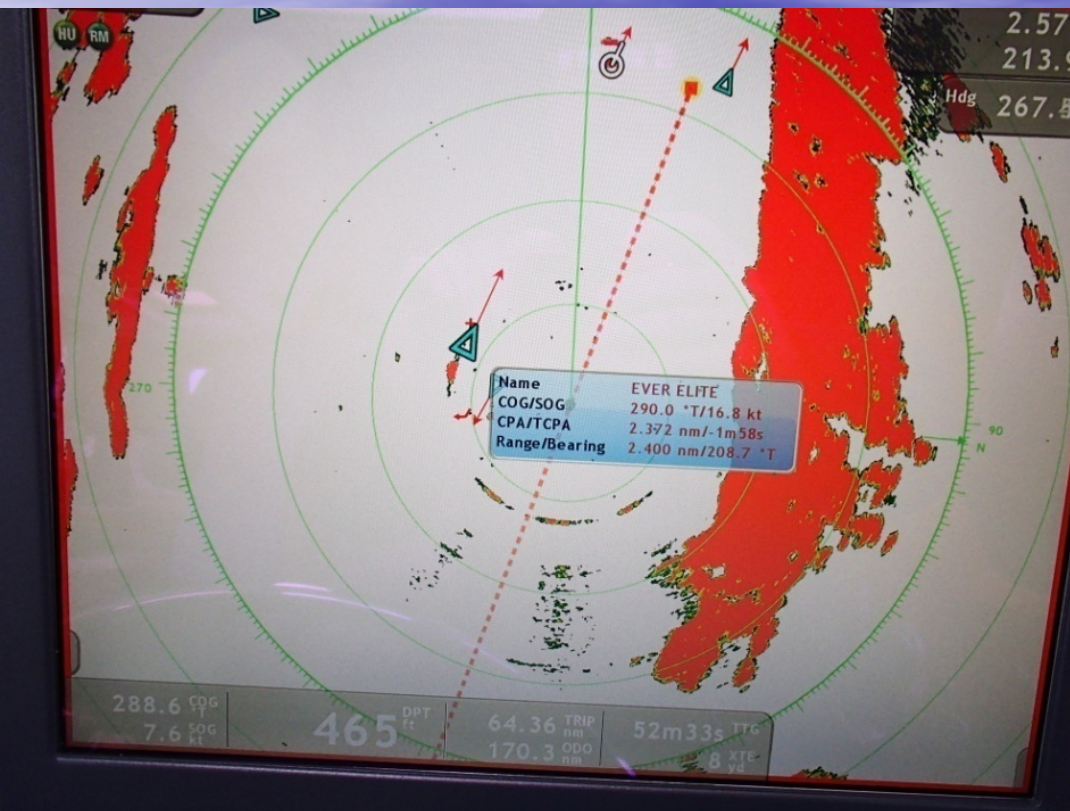 HU RM
2.57
213.9
Hdg 267.
270
90
N
Name EVER ELITE
COG/SOG 290.0 °T/16.8 kt
CPA/TCPA 2.392 nm/-1m58s
Range/Bearing 2.400 nm/208.7 °T
288.6 °T COG
7.6 kt SOG
465 ft DPT
64.36 nm TRIP
170.3 nm ODO
52m33s TTG
8 yd XTE